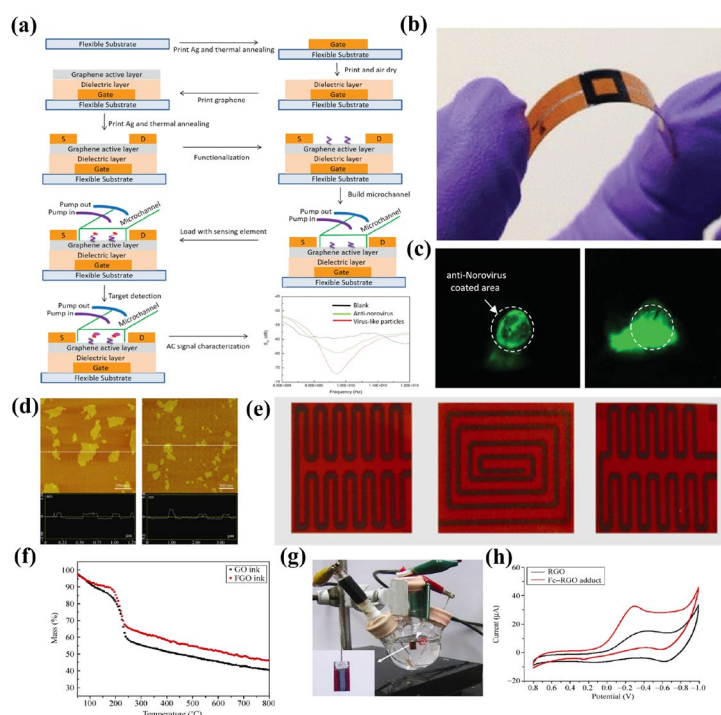 (a)
Flexible Substrate
Print Ag and thermal annealing
Gate
Flexible Substrate
Print and air dry
Graphene active layer
Dielectric layer
Gate
Flexible Substrate
Print graphene
Dielectric layer
Gate
Flexible Substrate
Print Ag and thermal annealing
S D
Graphene active layer
Dielectric layer
Gate
Flexible Substrate
Functionalization
S D
Graphene active layer
Dielectric layer
Gate
Flexible Substrate
Build microchannel
Pump out
Pump in
Microchannel
S D
Graphene active layer
Dielectric layer
Gate
Flexible Substrate
Load with sensing element
Pump out
Pump in
Microchannel
S D
Graphene active layer
Dielectric layer
Gate
Flexible Substrate
Target detection
Pump out
Pump in
Microchannel
S D
Graphene active layer
Dielectric layer
Gate
Flexible Substrate
AC signal characterization
Blank
Anti-norovirus
Virus-like particles
Frequency (Hz)
(b)
(c)
anti-Norovirus
coated area
(d)
(e)
(f)
GO ink
FGO ink
Mass (%)
100
90
80
70
60
50
40
100 200 300 400 500 600 700 800
Temperature (°C)
(g)
(h)
RGO
Fc–RGO adduct
Current (μA)
60
40
20
0
−20
0.8 0.6 0.4 0.2 0.0 −0.2 −0.4 −0.6 −0.8 −1.0
Potential (V)